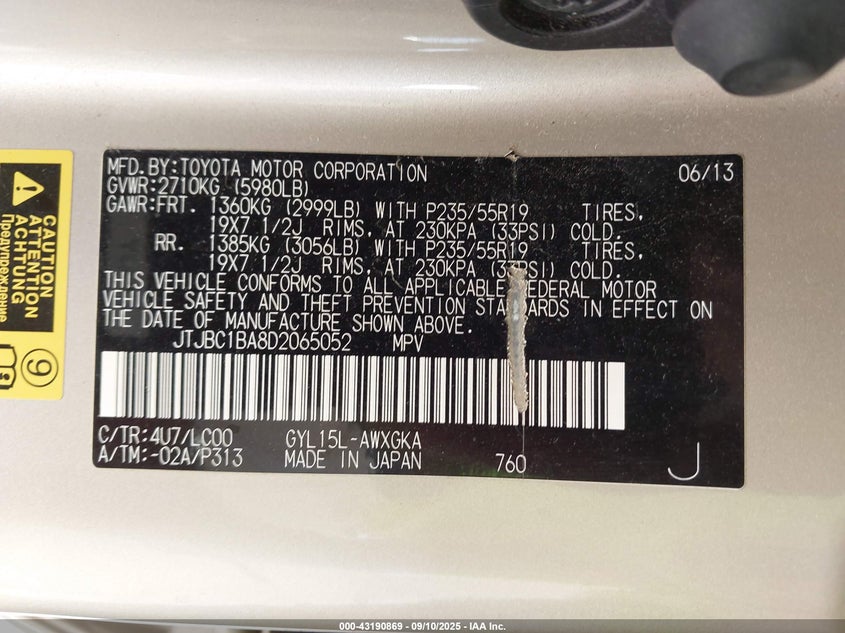 MFD.BY:TOYOTA MOTOR CORPORATION 06/13
GVWR:2710KG (5980LB)
GAWR:FRT. 1360KG (2999LB) WITH P235/55R19 TIRES,
19X7 1/2J RIMS, AT 230KPA (33PSI) COLD.
RR. 1385KG (3056LB) WITH P235/55R19 TIRES,
19X7 1/2J RIMS, AT 230KPA (33PSI) COLD.
THIS VEHICLE CONFORMS TO ALL APPLICABLE FEDERAL MOTOR
VEHICLE SAFETY AND THEFT PREVENTION STANDARDS IN EFFECT ON
THE DATE OF MANUFACTURE SHOWN ABOVE.
JTJBC1BA8D2065052 MPV
C/TR:4U7/LC00 GYL15L-AWXGKA
A/TM:-02A/P313 MADE IN JAPAN 760 J
CAUTION
ATTENTION
ACHTUNG
Предупреждение
9
000-43190869 - 09/10/2025 - IAA Inc.